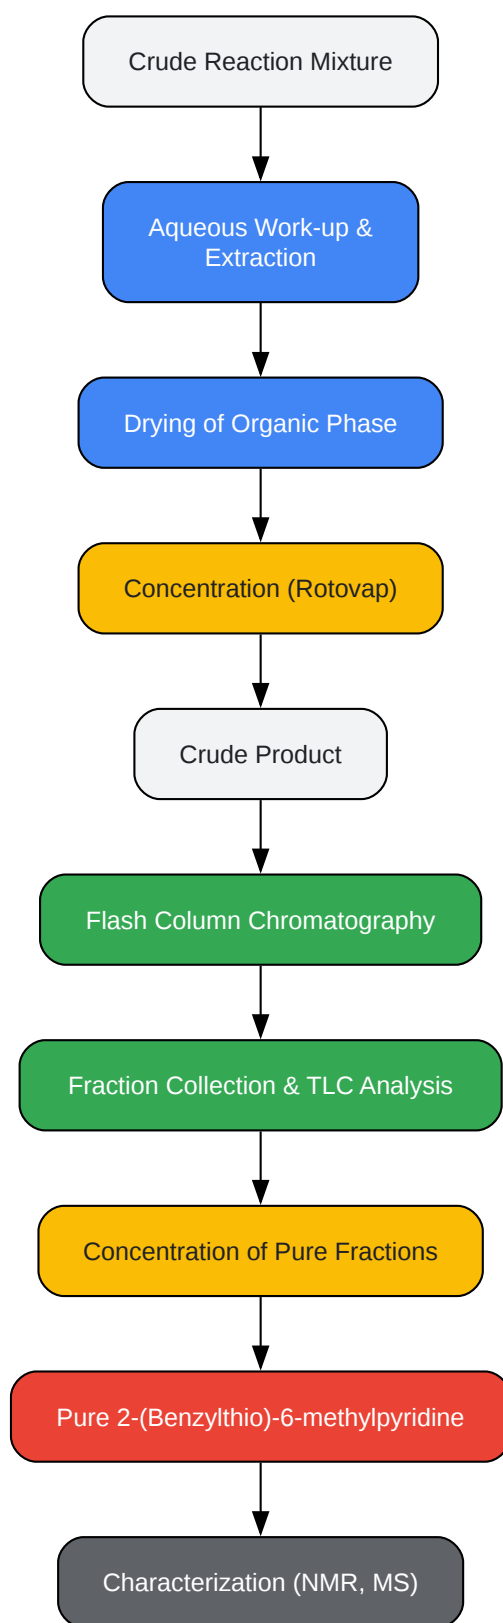 Crude Reaction Mixture
Aqueous Work-up &
Extraction
Drying of Organic Phase
Concentration (Rotovap)
Crude Product
Flash Column Chromatography
Fraction Collection & TLC Analysis
Concentration of Pure Fractions
Pure 2-(Benzylthio)-6-methylpyridine
Characterization (NMR, MS)